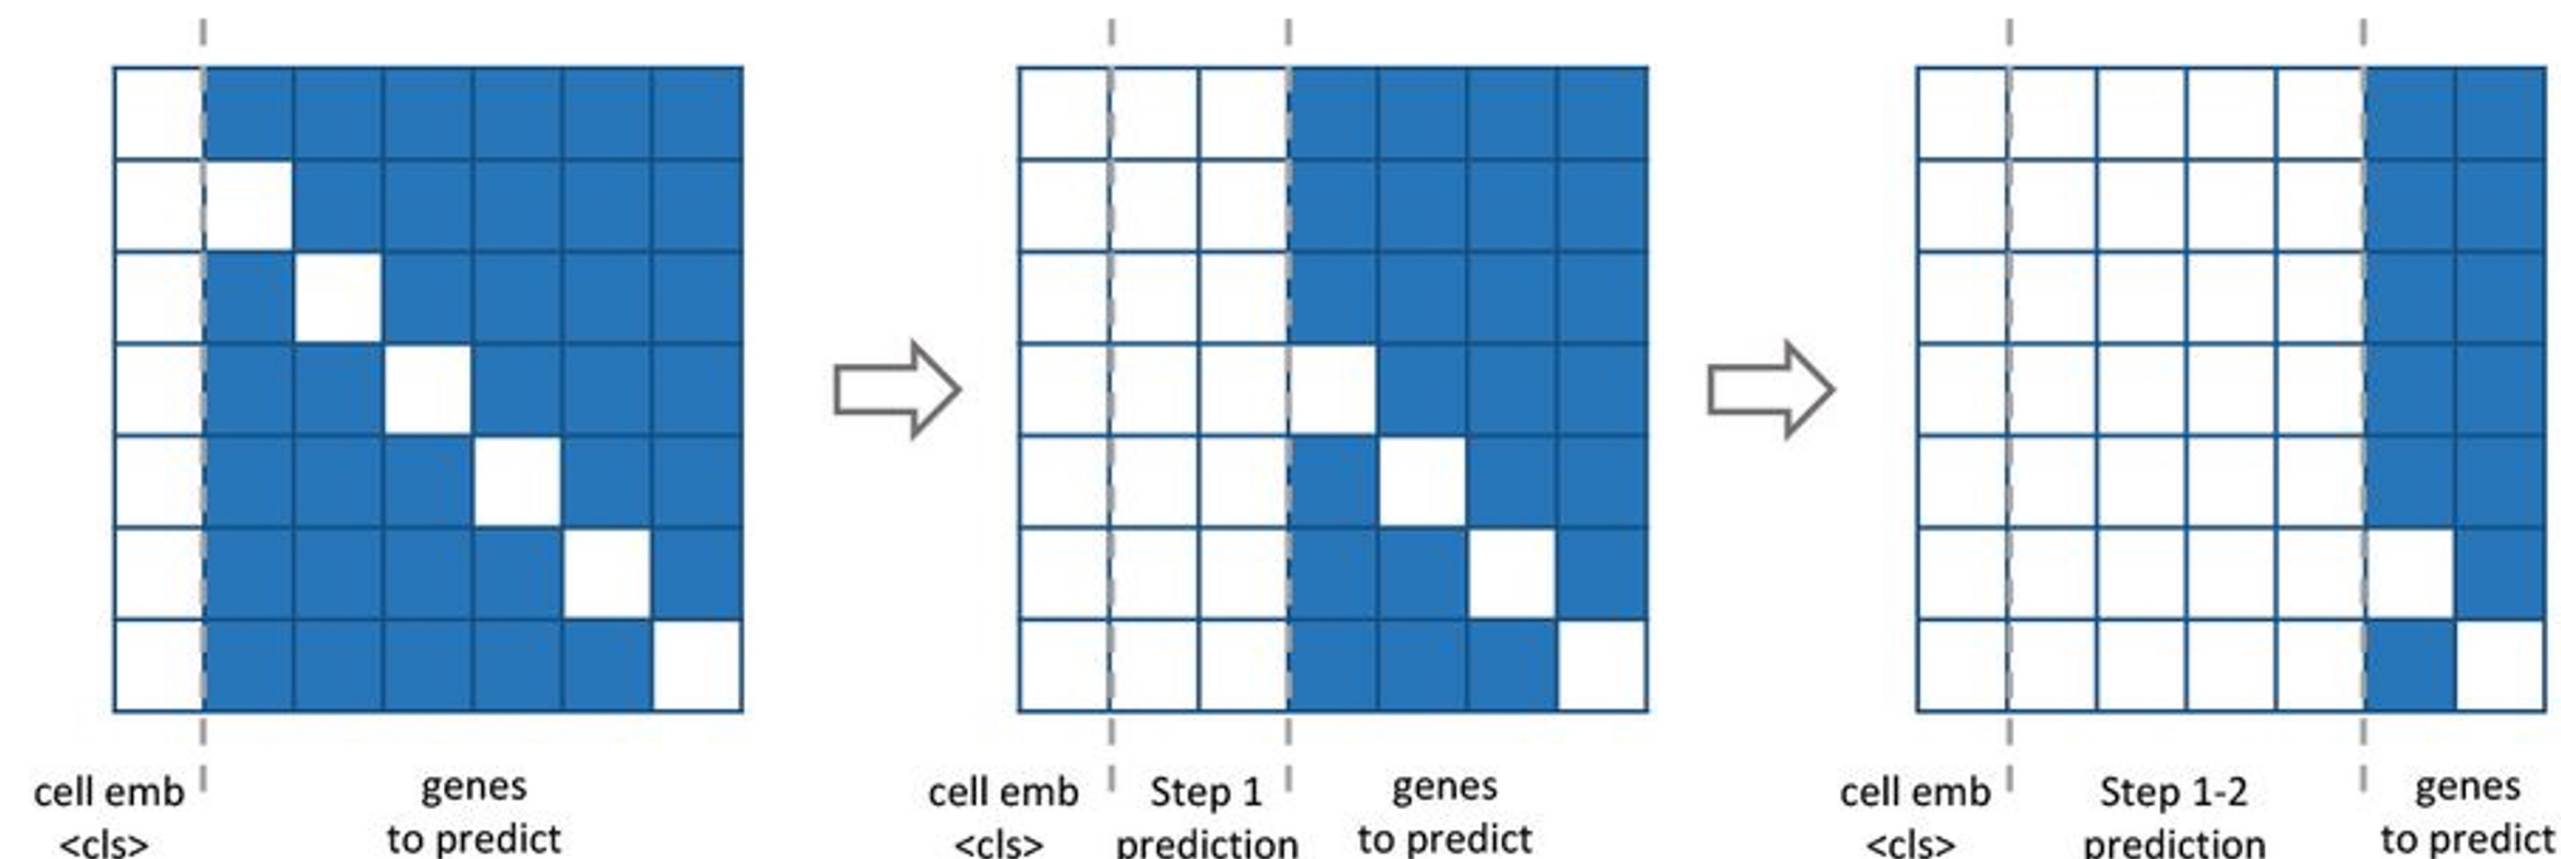 cell emb
<cls>
genes
to predict
cell emb
<cls>
Step 1
prediction
genes
to predict
cell emb
<cls>
Step 1-2
prediction
genes
to predict